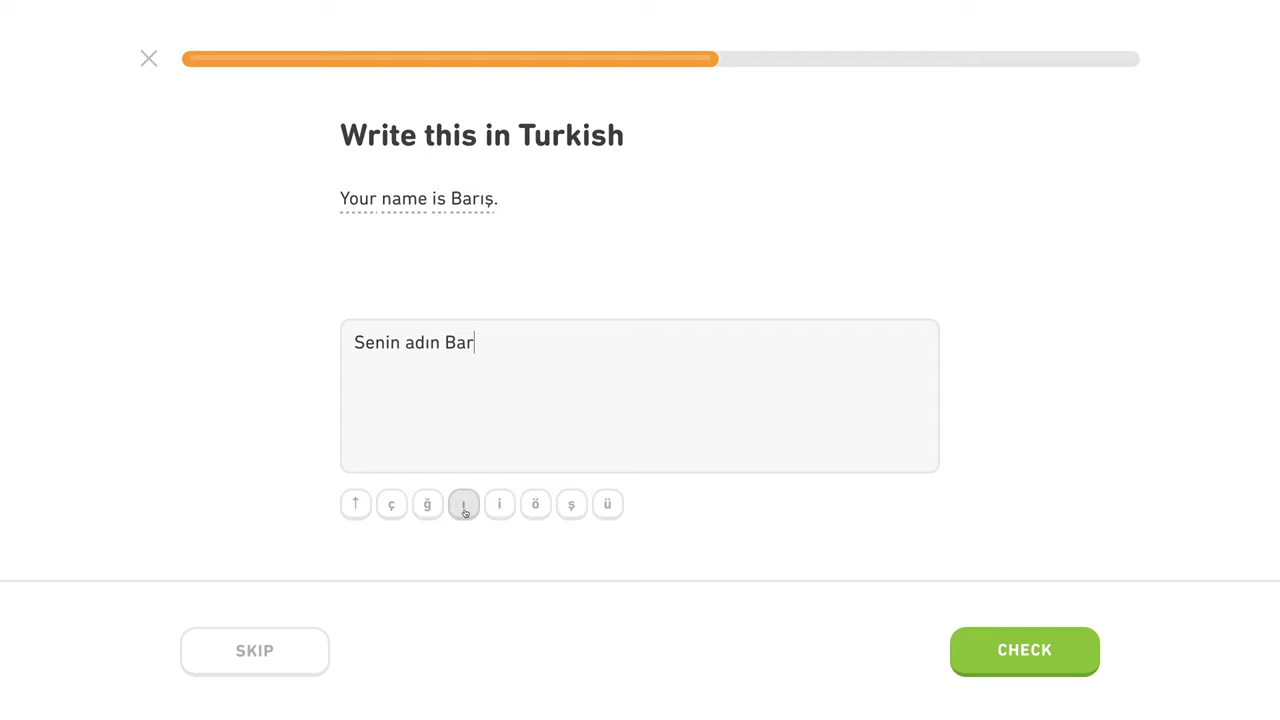 Write this in Turkish
Your name is Barış.
Senin adın Bar
↑ ç ğ ı i ö ş ü
SKIP
CHECK